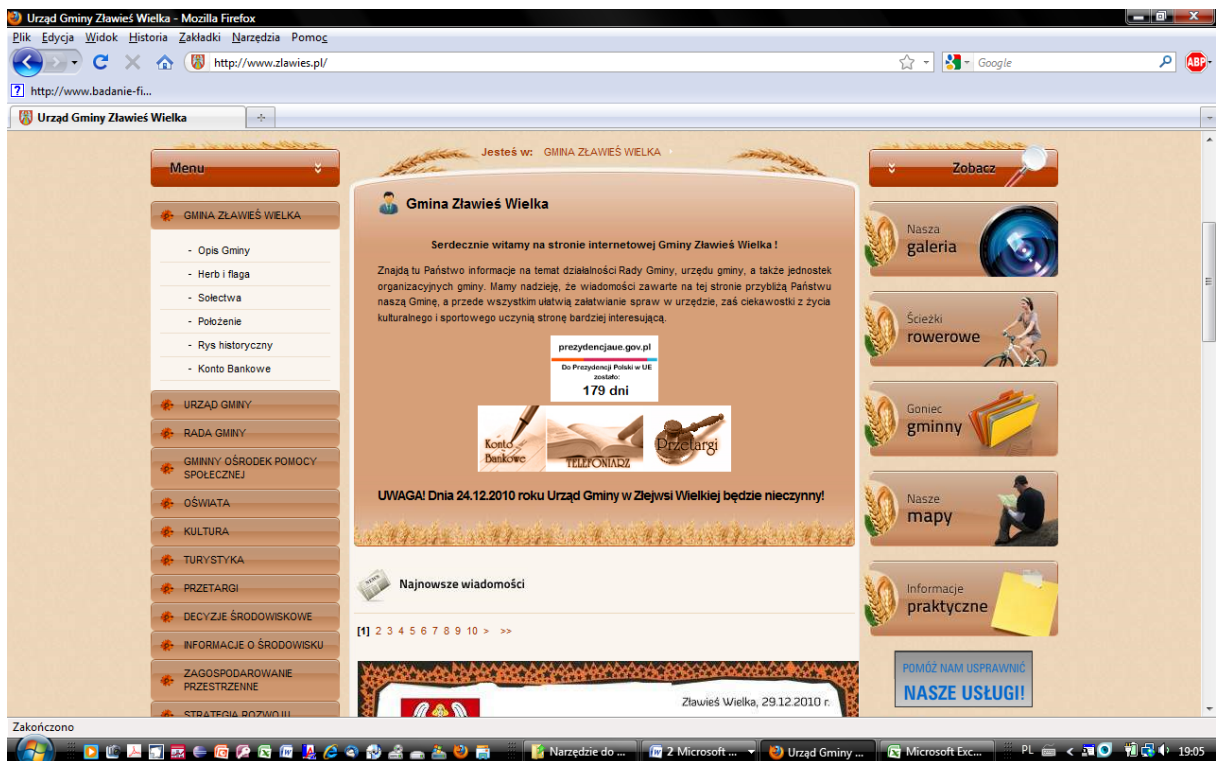 Urząd Gminy Zławieś Wielka - Mozilla Firefox
Plik Edycja Widok Historia Zakładki Narzędzia Pomoc
http://www.zlawies.pl/
Google
ABP
http://www.badanie-fi...
Urząd Gminy Zławieś Wielka
Menu
GMINA ZŁAWIEŚ WIELKA
- Opis Gminy
- Herb i flaga
- Sołectwa
- Położenie
- Rys historyczny
- Konto Bankowe
URZĄD GMINY
RADA GMINY
GMINNY OŚRODEK POMOCY
SPOŁECZNEJ
OŚWIATA
KULTURA
TURYSTYKA
PRZETARGI
DECYZJE ŚRODOWISKOWE
INFORMACJE O ŚRODOWISKU
ZAGOSPODAROWANIE
PRZESTRZENNE
STRATEGIA ROZWOJU
Jesteś w: GMINA ZŁAWIEŚ WIELKA
Gmina Zławieś Wielka
Serdecznie witamy na stronie internetowej Gminy Zławieś Wielka !
Znajdą tu Państwo informacje na temat działalności Rady Gminy, urzędu gminy, a także jednostek
organizacyjnych gminy. Mamy nadzieję, że wiadomości zawarte na tej stronie przybliżą Państwu
naszą Gminę, a przede wszystkim ułatwią załatwianie spraw w urzędzie, zaś ciekawostki z życia
kulturalnego i sportowego uczynią stronę bardziej interesującą.
prezydencjaue.gov.pl
Do Prezydencji Polski w UE
zostało:
179 dni
Konto
Bankowe
TELEFONIARZ
Przetargi
UWAGA! Dnia 24.12.2010 roku Urząd Gminy w Złejwsi Wielkiej będzie nieczynny!
NEWS
Najnowsze wiadomości
[1] 2 3 4 5 6 7 8 9 10 > >>
Zławieś Wielka, 29.12.2010 r.
Zobacz
Nasza
galeria
Ścieżki
rowerowe
Goniec
gminny
Nasze
mapy
Informacje
praktyczne
POMÓŻ NAM USPRAWNIĆ
NASZE USŁUGI!
Zakończono
Narzędzie do ...
2 Microsoft ...
Urząd Gminy ...
Microsoft Exc...
PL
19:05